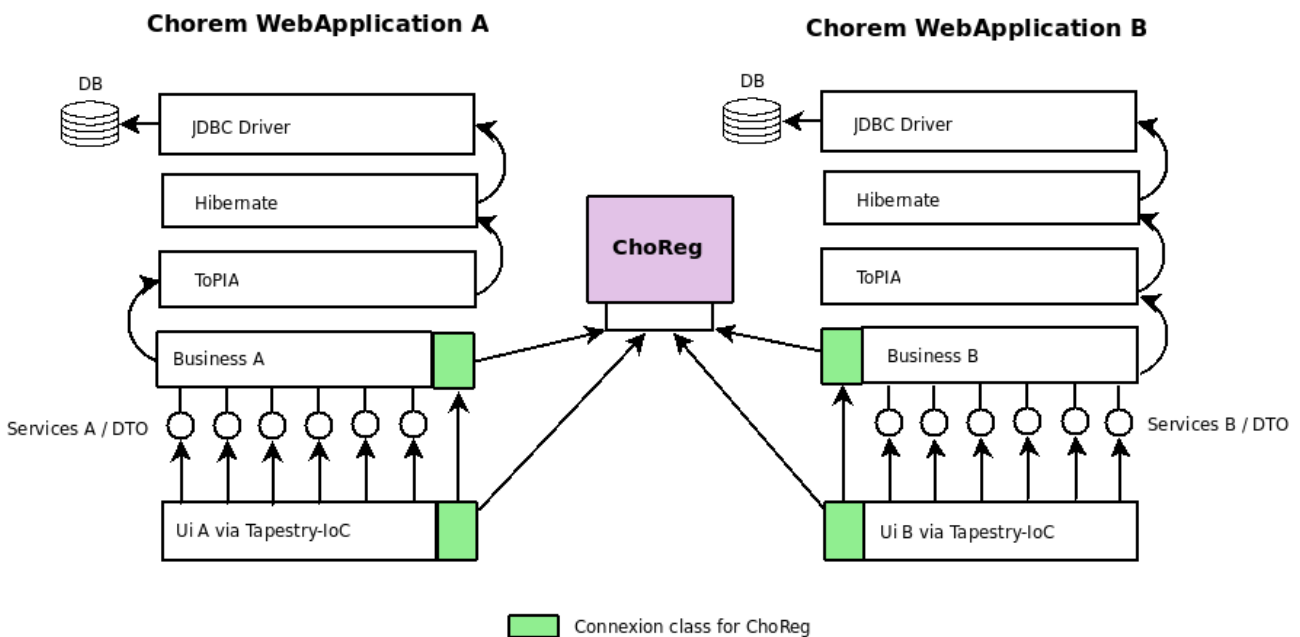 Chorem WebApplication A
Chorem WebApplication B
DB
JDBC Driver
DB
JDBC Driver
Hibernate
Hibernate
ChoReg
ToPIA
ToPIA
Business A
Business B
Services A / DTO
Services B / DTO
Ui A via Tapestry-IoC
Ui B via Tapestry-IoC
Connexion class for ChoReg